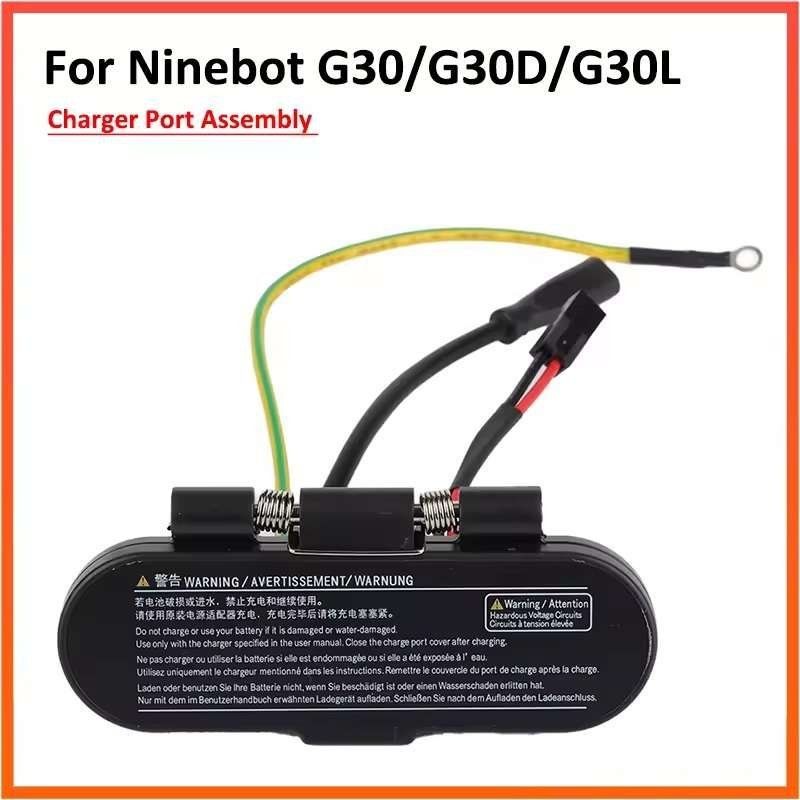 For Ninebot G30/G30D/G30L
Charger Port Assembly
警告 WARNING / AVERTISSEMENT/ WARNUNG
若电池破损或进水，禁止充电和继续使用。
请使用原装电源适配器充电，充电完毕后请将充电塞塞紧。
Do not charge or use your battery if it is damaged or water-damaged.
Use only with the charger specified in the user manual. Close the charge port cover after charging.
Ne pas charger ou utiliser la batterie si elle est endommagée ou si elle a été exposée à l'eau.
Utilisez uniquement le chargeur mentionné dans les instructions. Remettre le couvercle du port de charge après la charge.
Laden oder benutzen Sie Ihre Batterie nicht, wenn Sie beschädigt ist oder einen Wasserschaden erlitten hat.
Nur mit dem im Benutzerhandbuch erwähnten Ladegerät aufladen. Schließen Sie nach dem Aufladen den Ladeanschluss.
Warning / Attention
Hazardous Voltage Circuits
Circuits à tension élevée